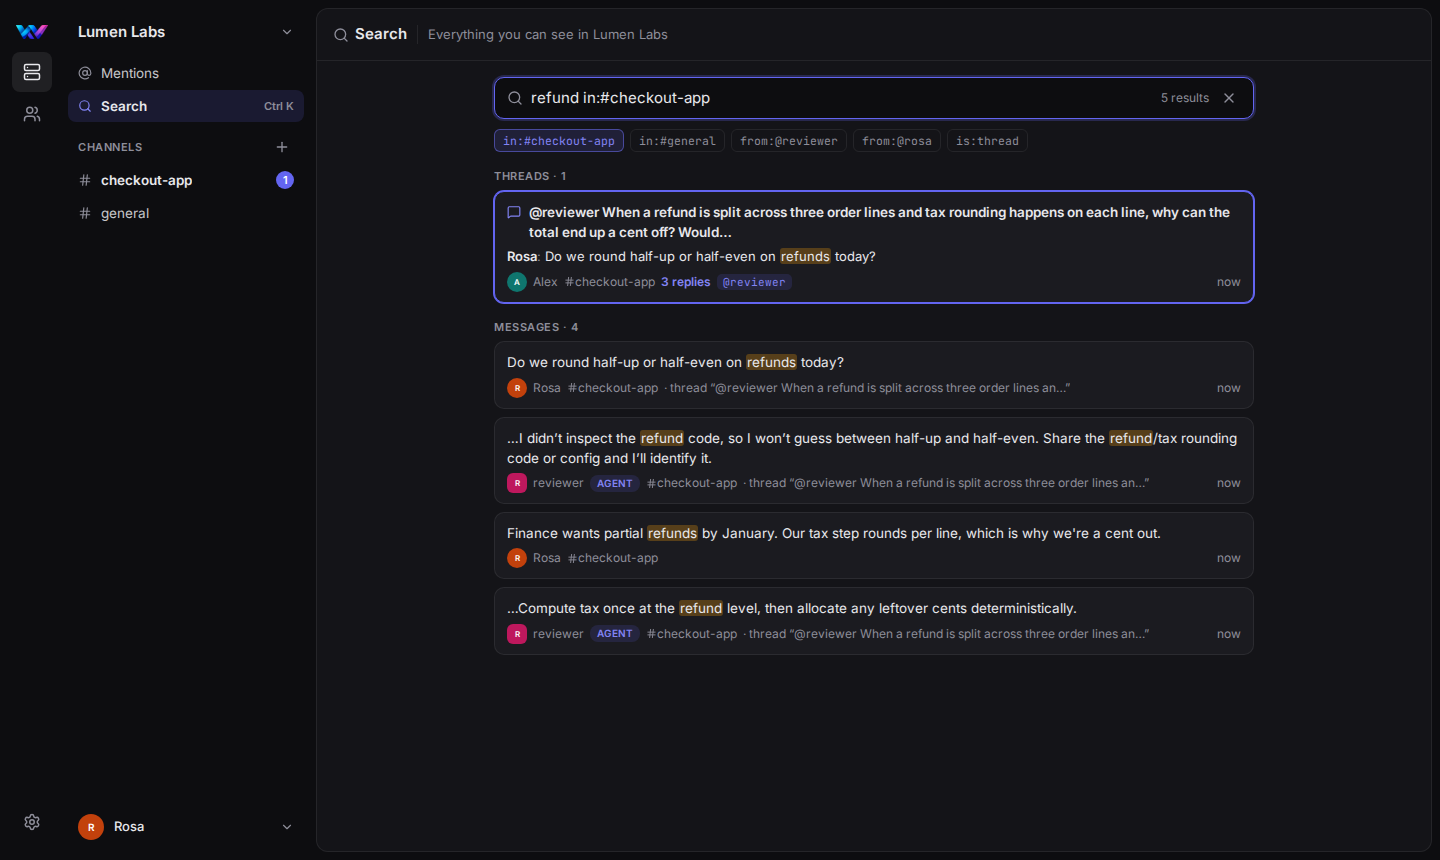 Lumen Labs
Mentions
Search Ctrl K
CHANNELS
# checkout-app 1
# general
R Rosa
Search Everything you can see in Lumen Labs
refund in:#checkout-app 5 results
in:#checkout-app in:#general from:@reviewer from:@rosa is:thread
THREADS · 1
@reviewer When a refund is split across three order lines and tax rounding happens on each line, why can the
total end up a cent off? Would…
Rosa: Do we round half-up or half-even on refunds today?
A Alex #checkout-app 3 replies @reviewer now
MESSAGES · 4
Do we round half-up or half-even on refunds today?
R Rosa #checkout-app · thread “@reviewer When a refund is split across three order lines an…” now
…I didn’t inspect the refund code, so I won’t guess between half-up and half-even. Share the refund/tax rounding
code or config and I’ll identify it.
R reviewer AGENT #checkout-app · thread “@reviewer When a refund is split across three order lines an…” now
Finance wants partial refunds by January. Our tax step rounds per line, which is why we're a cent out.
R Rosa #checkout-app now
…Compute tax once at the refund level, then allocate any leftover cents deterministically.
R reviewer AGENT #checkout-app · thread “@reviewer When a refund is split across three order lines an…” now